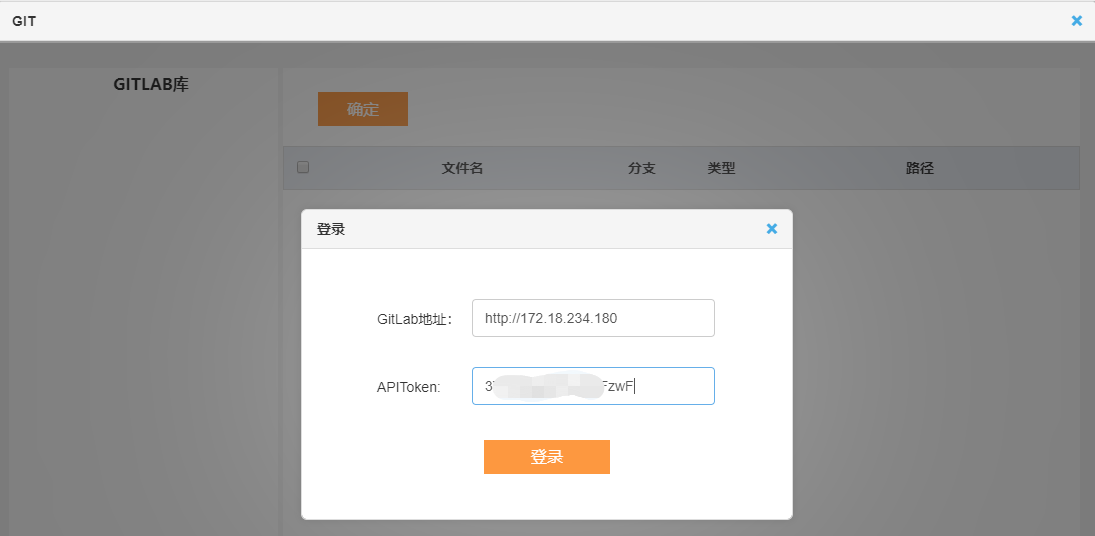 GIT
GITLAB库
确定
文件名 分支 类型 路径
登录
GitLab地址： http://172.18.234.180
APIToken: FzwF
登录